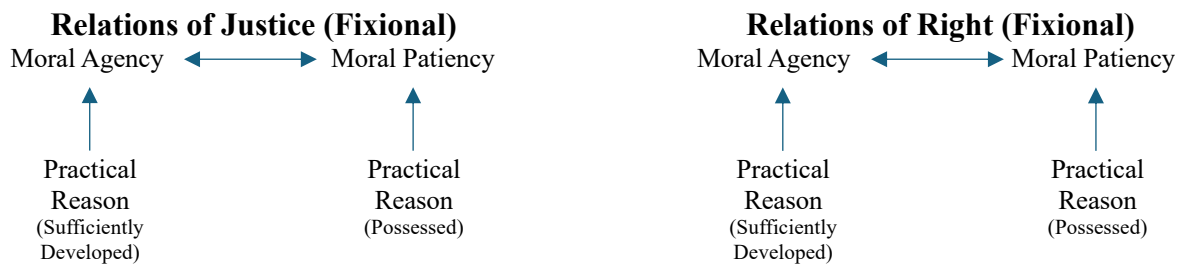 Relations of Justice (Fixional)
Moral Agency
Moral Patiency
Practical
Reason
(Sufficiently
Developed)
Practical
Reason
(Possessed)
Relations of Right (Fixional)
Moral Agency
Moral Patiency
Practical
Reason
(Sufficiently
Developed)
Practical
Reason
(Possessed)